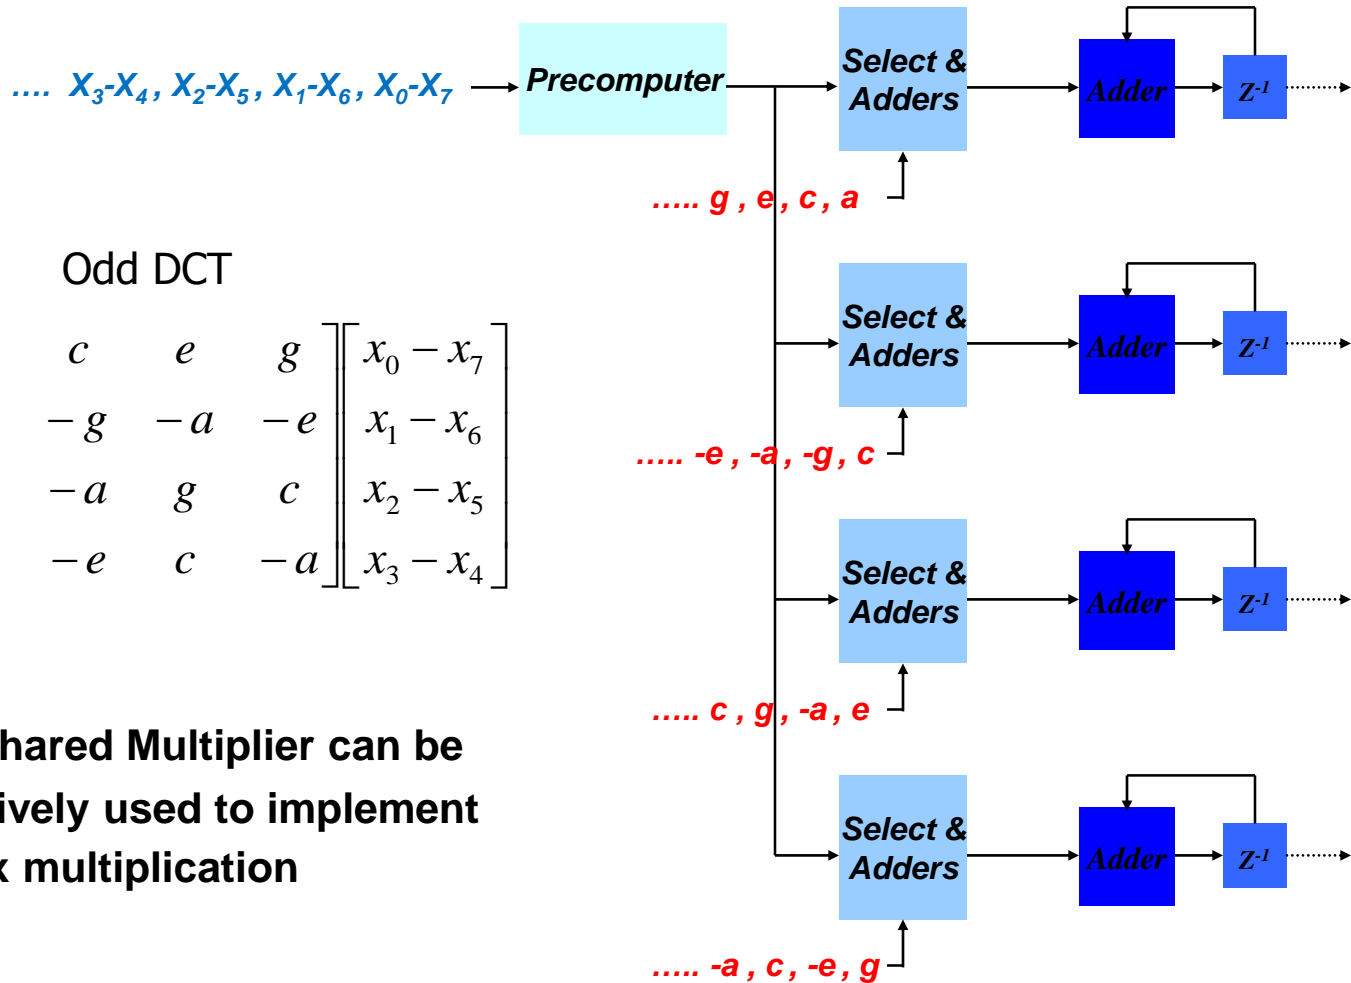 .... X₃-X₄ , X₂-X₅ , X₁-X₆ , X₀-X₇
Precomputer
Select & Adders
Adder
Z⁻¹
..... g , e , c , a
Odd DCT
c e g
-g -a -e
-a g c
-e c -a
x₀ − x₇
x₁ − x₆
x₂ − x₅
x₃ − x₄
Select & Adders
Adder
Z⁻¹
..... -e , -a , -g , c
Select & Adders
Adder
Z⁻¹
..... c , g , -a , e
hared Multiplier can be
ively used to implement
x multiplication
Select & Adders
Adder
Z⁻¹
..... -a , c , -e , g